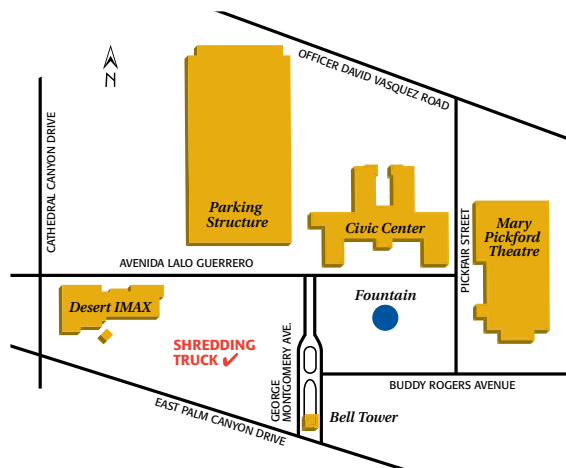 OFFICER DAVID VASQUEZ ROAD
N
CATHEDRAL CANYON DRIVE
Parking
Structure
Civic Center
PICKFAIR STREET
Mary
Pickford
Theatre
AVENIDA LALO GUERRERO
Desert IMAX
Fountain
SHREDDING
TRUCK ✓
GEORGE
MONTGOMERY AVE.
BUDDY ROGERS AVENUE
EAST PALM CANYON DRIVE
Bell Tower